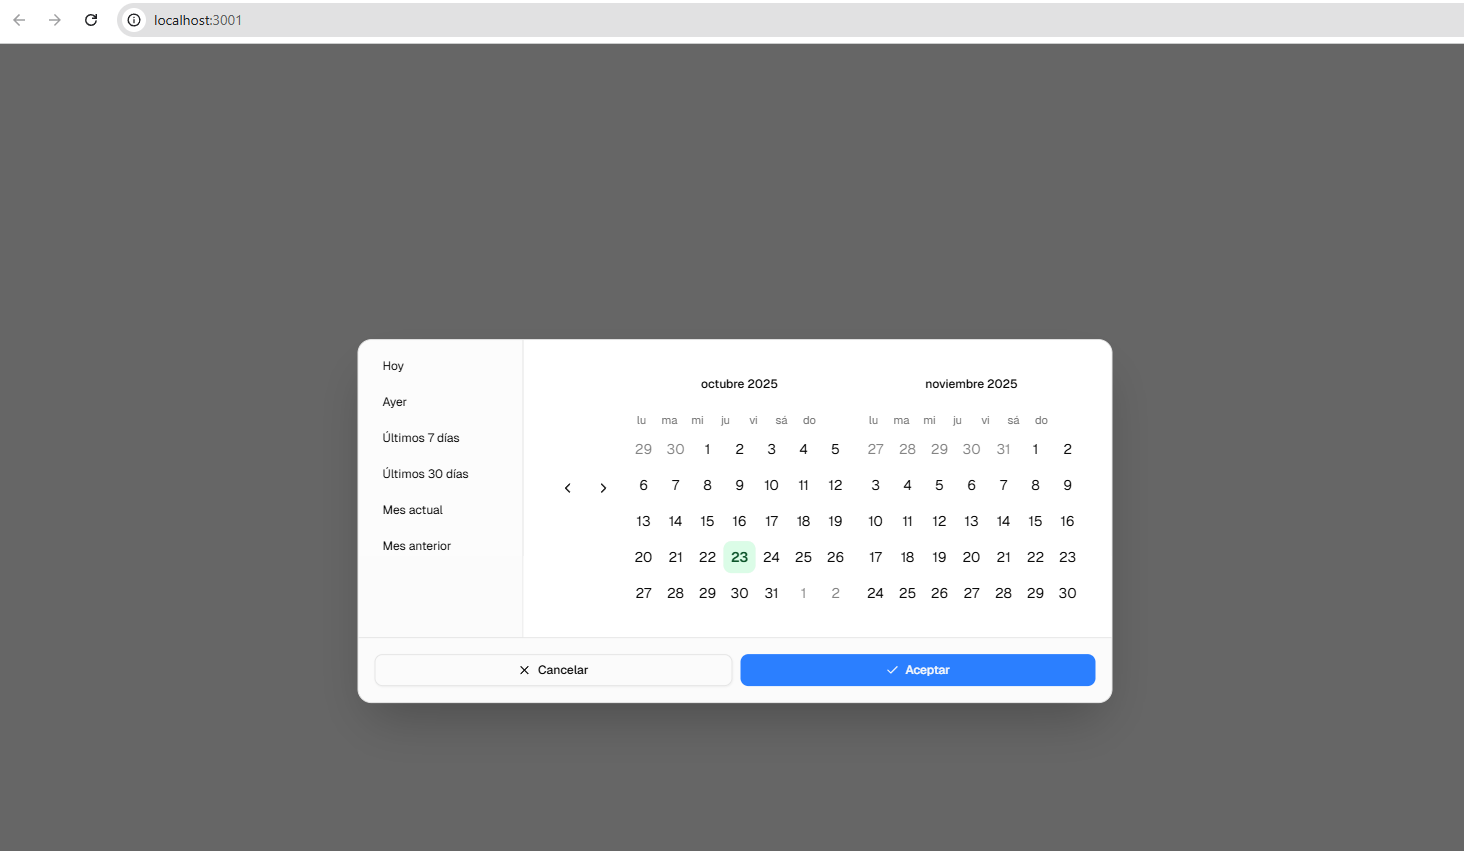 localhost:3001
Hoy
Ayer
Últimos 7 días
Últimos 30 días
Mes actual
Mes anterior
octubre 2025
lu ma mi ju vi sá do
29 30 1 2 3 4 5
6 7 8 9 10 11 12
13 14 15 16 17 18 19
20 21 22 23 24 25 26
27 28 29 30 31 1 2
noviembre 2025
lu ma mi ju vi sá do
27 28 29 30 31 1 2
3 4 5 6 7 8 9
10 11 12 13 14 15 16
17 18 19 20 21 22 23
24 25 26 27 28 29 30
Cancelar
Aceptar